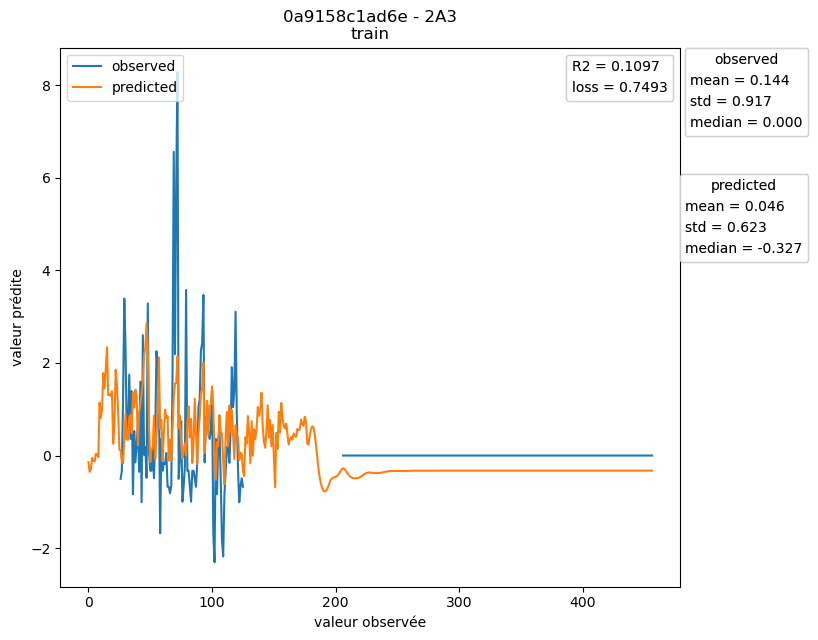 0a9158c1ad6e - 2A3
train
observed
predicted
R2 = 0.1097
loss = 0.7493
observed
mean = 0.144
std = 0.917
median = 0.000
predicted
mean = 0.046
std = 0.623
median = -0.327
valeur prédite
8
6
4
2
0
−2
0
100
200
300
400
valeur observée